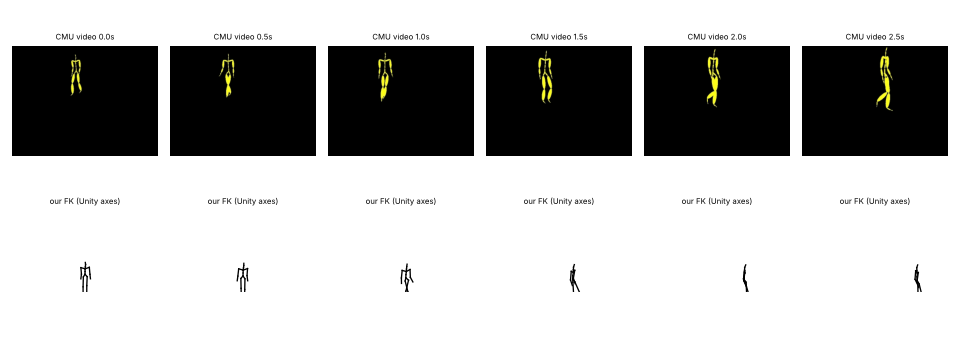 CMU video 0.0s
CMU video 0.5s
CMU video 1.0s
CMU video 1.5s
CMU video 2.0s
CMU video 2.5s
our FK (Unity axes)
our FK (Unity axes)
our FK (Unity axes)
our FK (Unity axes)
our FK (Unity axes)
our FK (Unity axes)